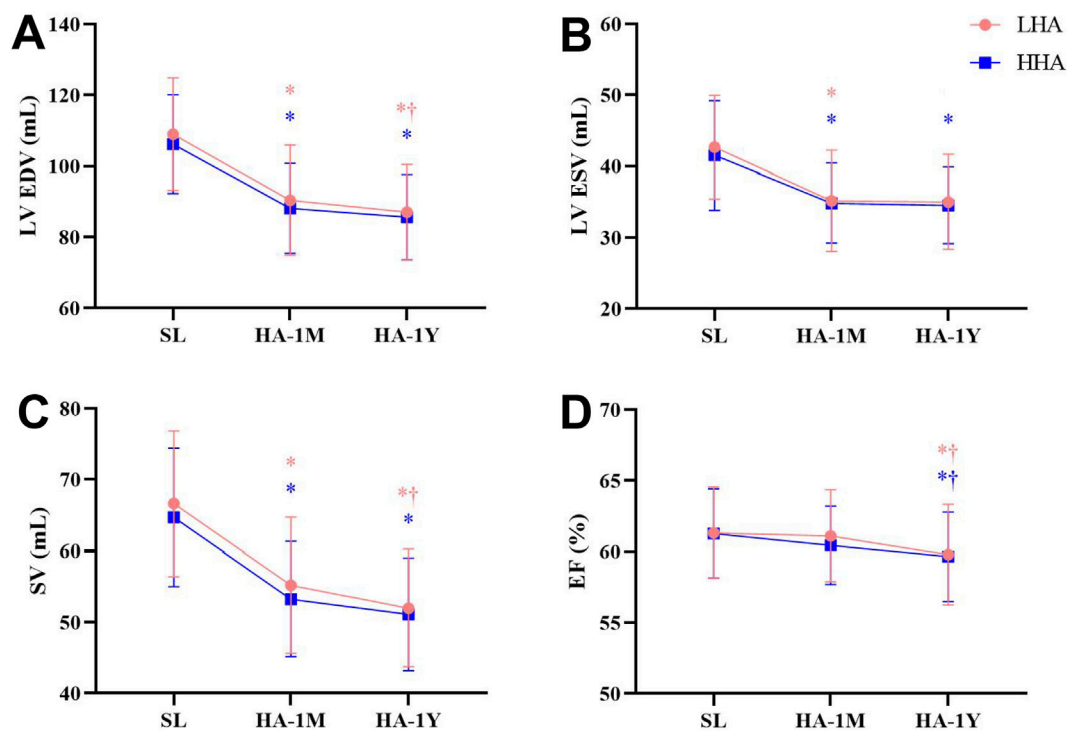 A
LV EDV (mL)
140
120
100
80
60
*
*
*†
*
SL HA-1M HA-1Y
B
LV ESV (mL)
60
50
40
30
20
*
*
*
SL HA-1M HA-1Y
LHA
HHA
C
SV (mL)
80
70
60
50
40
*
*
*†
*
SL HA-1M HA-1Y
D
EF (%)
70
65
60
55
50
*†
*†
SL HA-1M HA-1Y